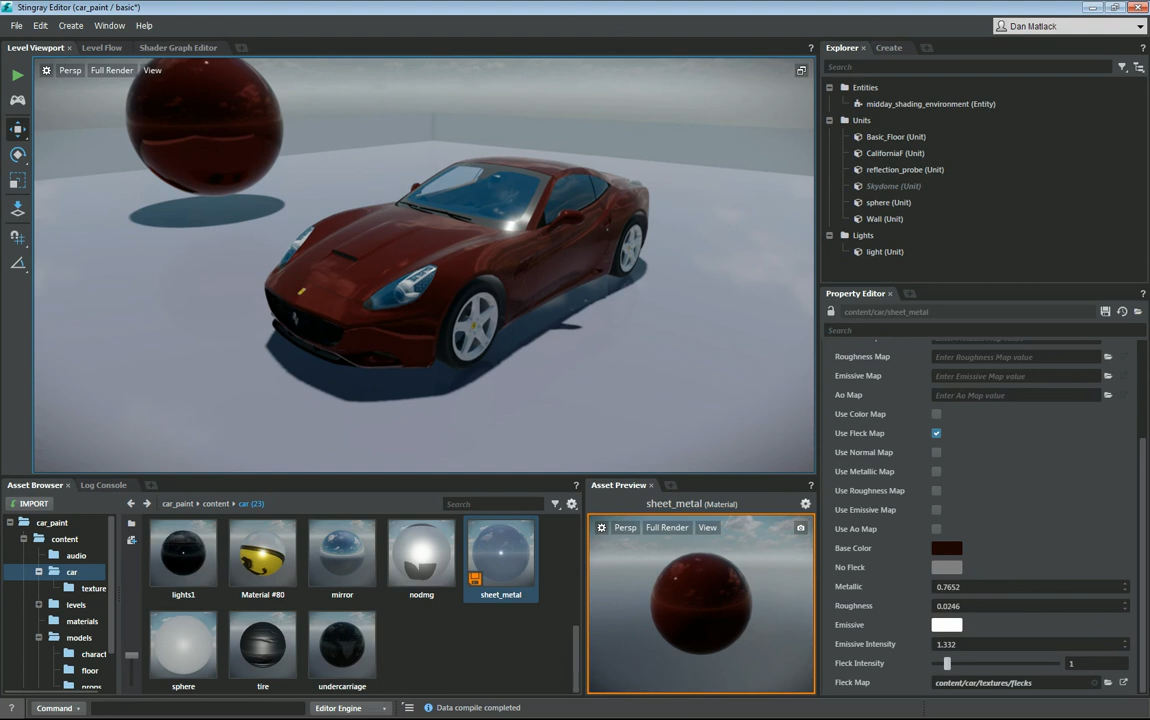 Stingray Editor (car_paint / basic*)
File Edit Create Window Help
Dan Matlack
Level Viewport × Level Flow Shader Graph Editor
?
Persp Full Render View
Explorer × Create
?
Search
Entities
midday_shading_environment (Entity)
Units
Basic_Floor (Unit)
CaliforniaF (Unit)
reflection_probe (Unit)
Skydome (Unit)
sphere (Unit)
Wall (Unit)
Lights
light (Unit)
Property Editor ×
?
content/car/sheet_metal
Search
Roughness Map Enter Roughness Map value
Emissive Map Enter Emissive Map value
Ao Map Enter Ao Map value
Use Color Map
Use Fleck Map
Use Normal Map
Use Metallic Map
Use Roughness Map
Use Emissive Map
Use Ao Map
Base Color
No Fleck
Metallic 0.7652
Roughness 0.0246
Emissive
Emissive Intensity 1.332
Fleck Intensity 1
Fleck Map content/car/textures/flecks
Asset Browser × Log Console
?
IMPORT
car_paint › content › car (23)
Search
car_paint
content
audio
car
texture
levels
materials
models
charact
floor
lights1 Material #80 mirror nodmg sheet_metal
sphere tire undercarriage
Asset Preview ×
?
sheet_metal (Material)
Persp Full Render View
? Command Editor Engine Data compile completed